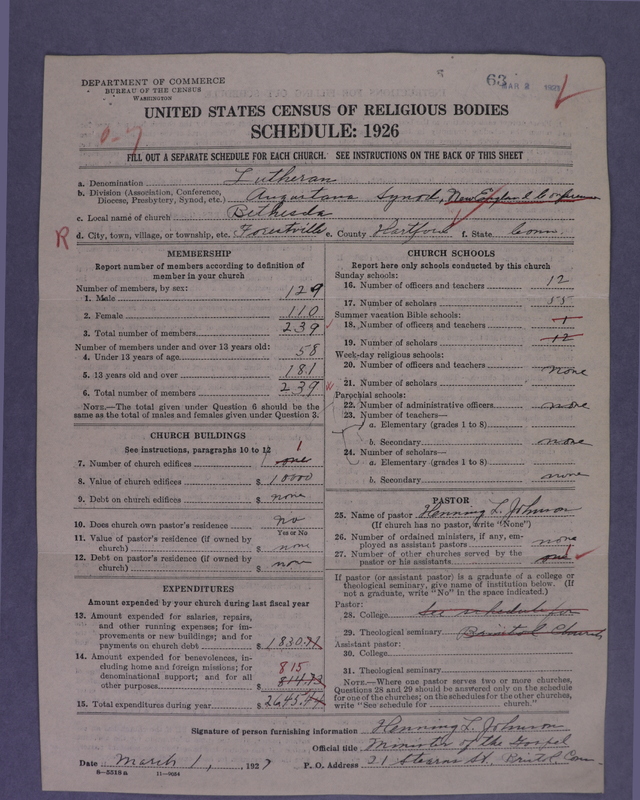 DEPARTMENT OF COMMERCE
BUREAU OF THE CENSUS
WASHINGTON
63 MAR 2 1927
UNITED STATES CENSUS OF RELIGIOUS BODIES
SCHEDULE: 1926
FILL OUT A SEPARATE SCHEDULE FOR EACH CHURCH. SEE INSTRUCTIONS ON THE BACK OF THIS SHEET
a. Denomination Lutheran
b. Division (Association, Conference, Diocese, Presbytery, Synod, etc.) Augustana Synod, New England Conference
c. Local name of church Bethesda
R d. City, town, village, or township, etc. Forestville e. County Hartford f. State Conn.
MEMBERSHIP
Report number of members according to definition of member in your church
Number of members, by sex:
1. Male 129
2. Female 110
3. Total number of members 239
Number of members under and over 13 years old:
4. Under 13 years of age 58
5. 13 years old and over 181
6. Total number of members 239
NOTE.—The total given under Question 6 should be the same as the total of males and females given under Question 3.
CHURCH BUILDINGS
See instructions, paragraphs 10 to 12
7. Number of church edifices one 1
8. Value of church edifices $10000
9. Debt on church edifices $ none
10. Does church own pastor's residence no
Yes or No
11. Value of pastor's residence (if owned by church) $ none
12. Debt on pastor's residence (if owned by church) $ none
EXPENDITURES
Amount expended by your church during last fiscal year
13. Amount expended for salaries, repairs, and other running expenses; for improvements or new buildings; and for payments on church debt $1830.71
14. Amount expended for benevolences, including home and foreign missions; for denominational support; and for all other purposes 815 $814.73
15. Total expenditures during year $2645.44
CHURCH SCHOOLS
Report here only schools conducted by this church
Sunday schools:
16. Number of officers and teachers 12
17. Number of scholars 55
Summer vacation Bible schools:
18. Number of officers and teachers 1
19. Number of scholars 12
Week-day religious schools:
20. Number of officers and teachers none
21. Number of scholars
Parochial schools:
22. Number of administrative officers none
23. Number of teachers—
a. Elementary (grades 1 to 8)
b. Secondary none
24. Number of scholars—
a. Elementary (grades 1 to 8)
b. Secondary none
PASTOR
25. Name of pastor Henning L. Johnson
(If church has no pastor, write "None")
26. Number of ordained ministers, if any, employed as assistant pastors none
27. Number of other churches served by the pastor or his assistants one 1
If pastor (or assistant pastor) is a graduate of a college or theological seminary, give name of institution below. (If not a graduate, write "No" in the space indicated.)
Pastor:
28. College See schedule for
29. Theological seminary Bristol Church
Assistant pastor:
30. College
31. Theological seminary
NOTE.—Where one pastor serves two or more churches, Questions 28 and 29 should be answered only on the schedule for one of the churches; on the schedules for the other churches, write "See schedule for ........ church."
Signature of person furnishing information Henning L. Johnson
Official title Minister of the Gospel
Date March 1, 1927 P. O. Address 21 Stearns St. Bristol, Conn.
8—5518a 11—9054